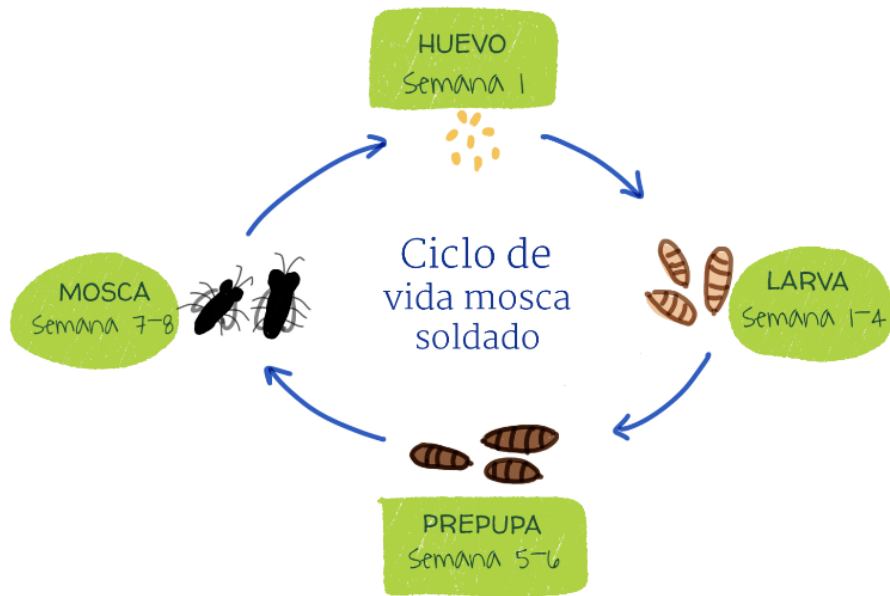 HUEVO
Semana 1
Ciclo de
vida mosca
soldado
MOSCA
Semana 7-8
LARVA
Semana 1-4
PREPUPA
Semana 5-6